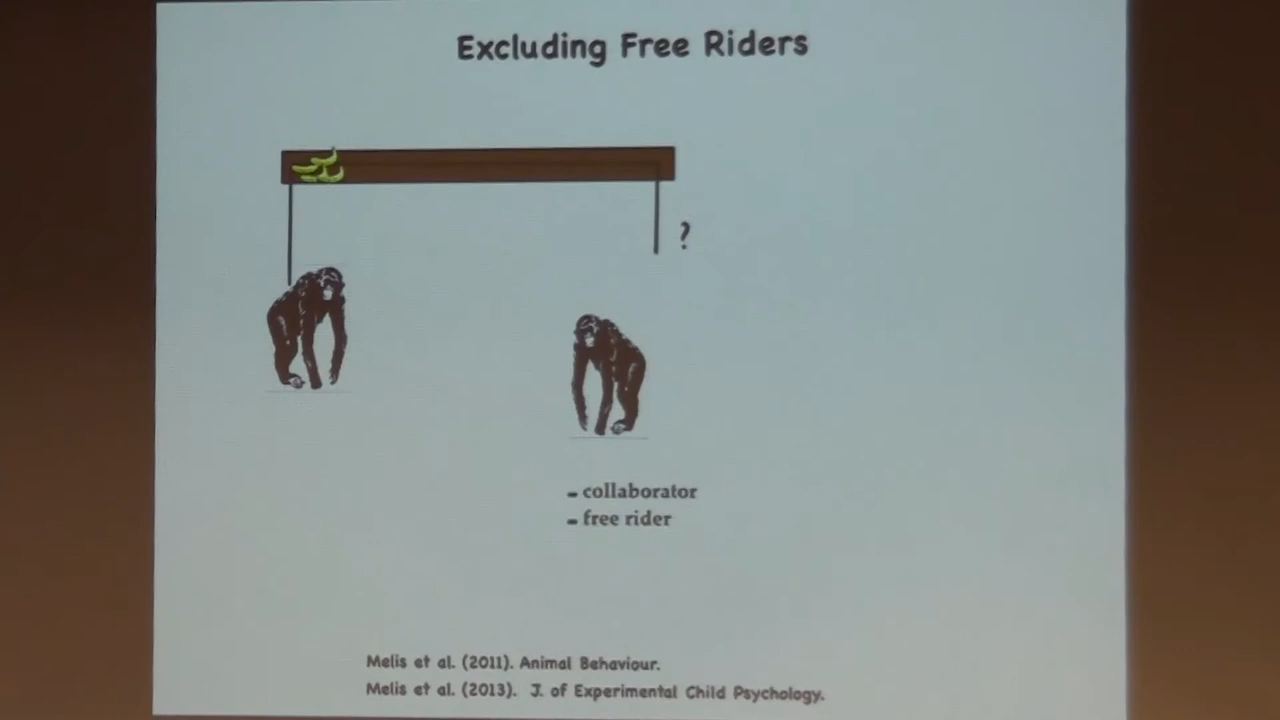 Excluding Free Riders
?
- collaborator
- free rider
Melis et al. (2011). Animal Behaviour.
Melis et al. (2013). J. of Experimental Child Psychology.